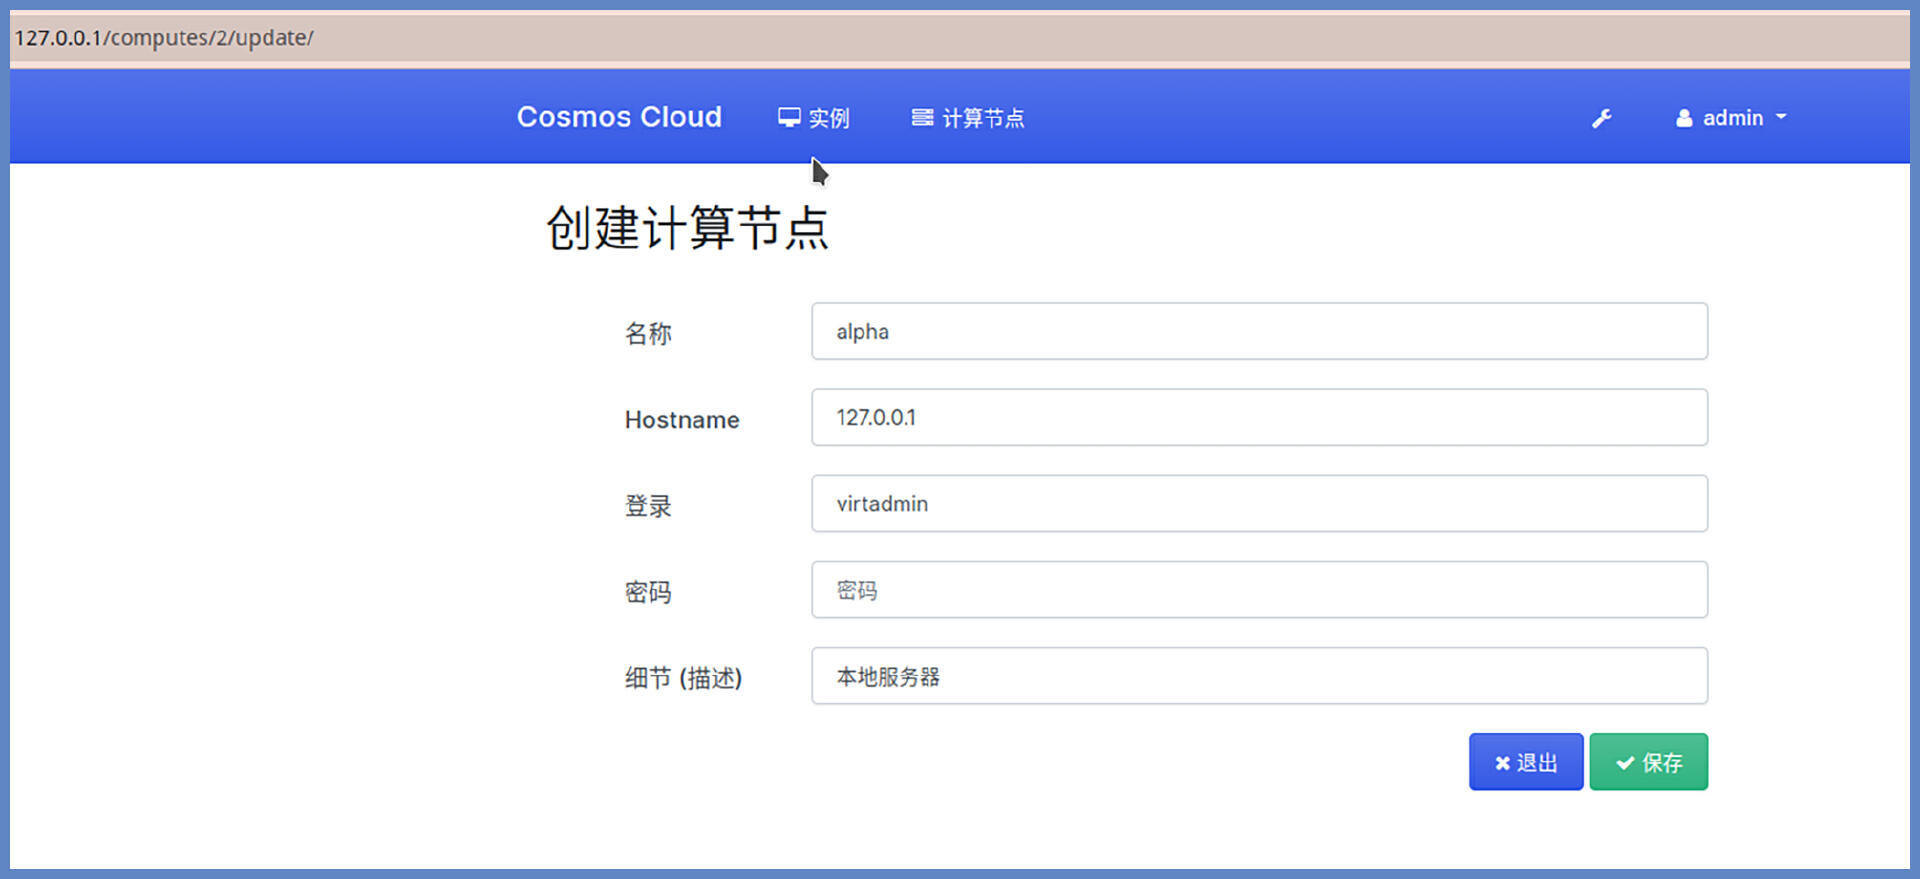 127.0.0.1/computes/2/update/
Cosmos Cloud 实例 计算节点 admin
创建计算节点
名称 alpha
Hostname 127.0.0.1
登录 virtadmin
密码 密码
细节 (描述) 本地服务器
退出 保存